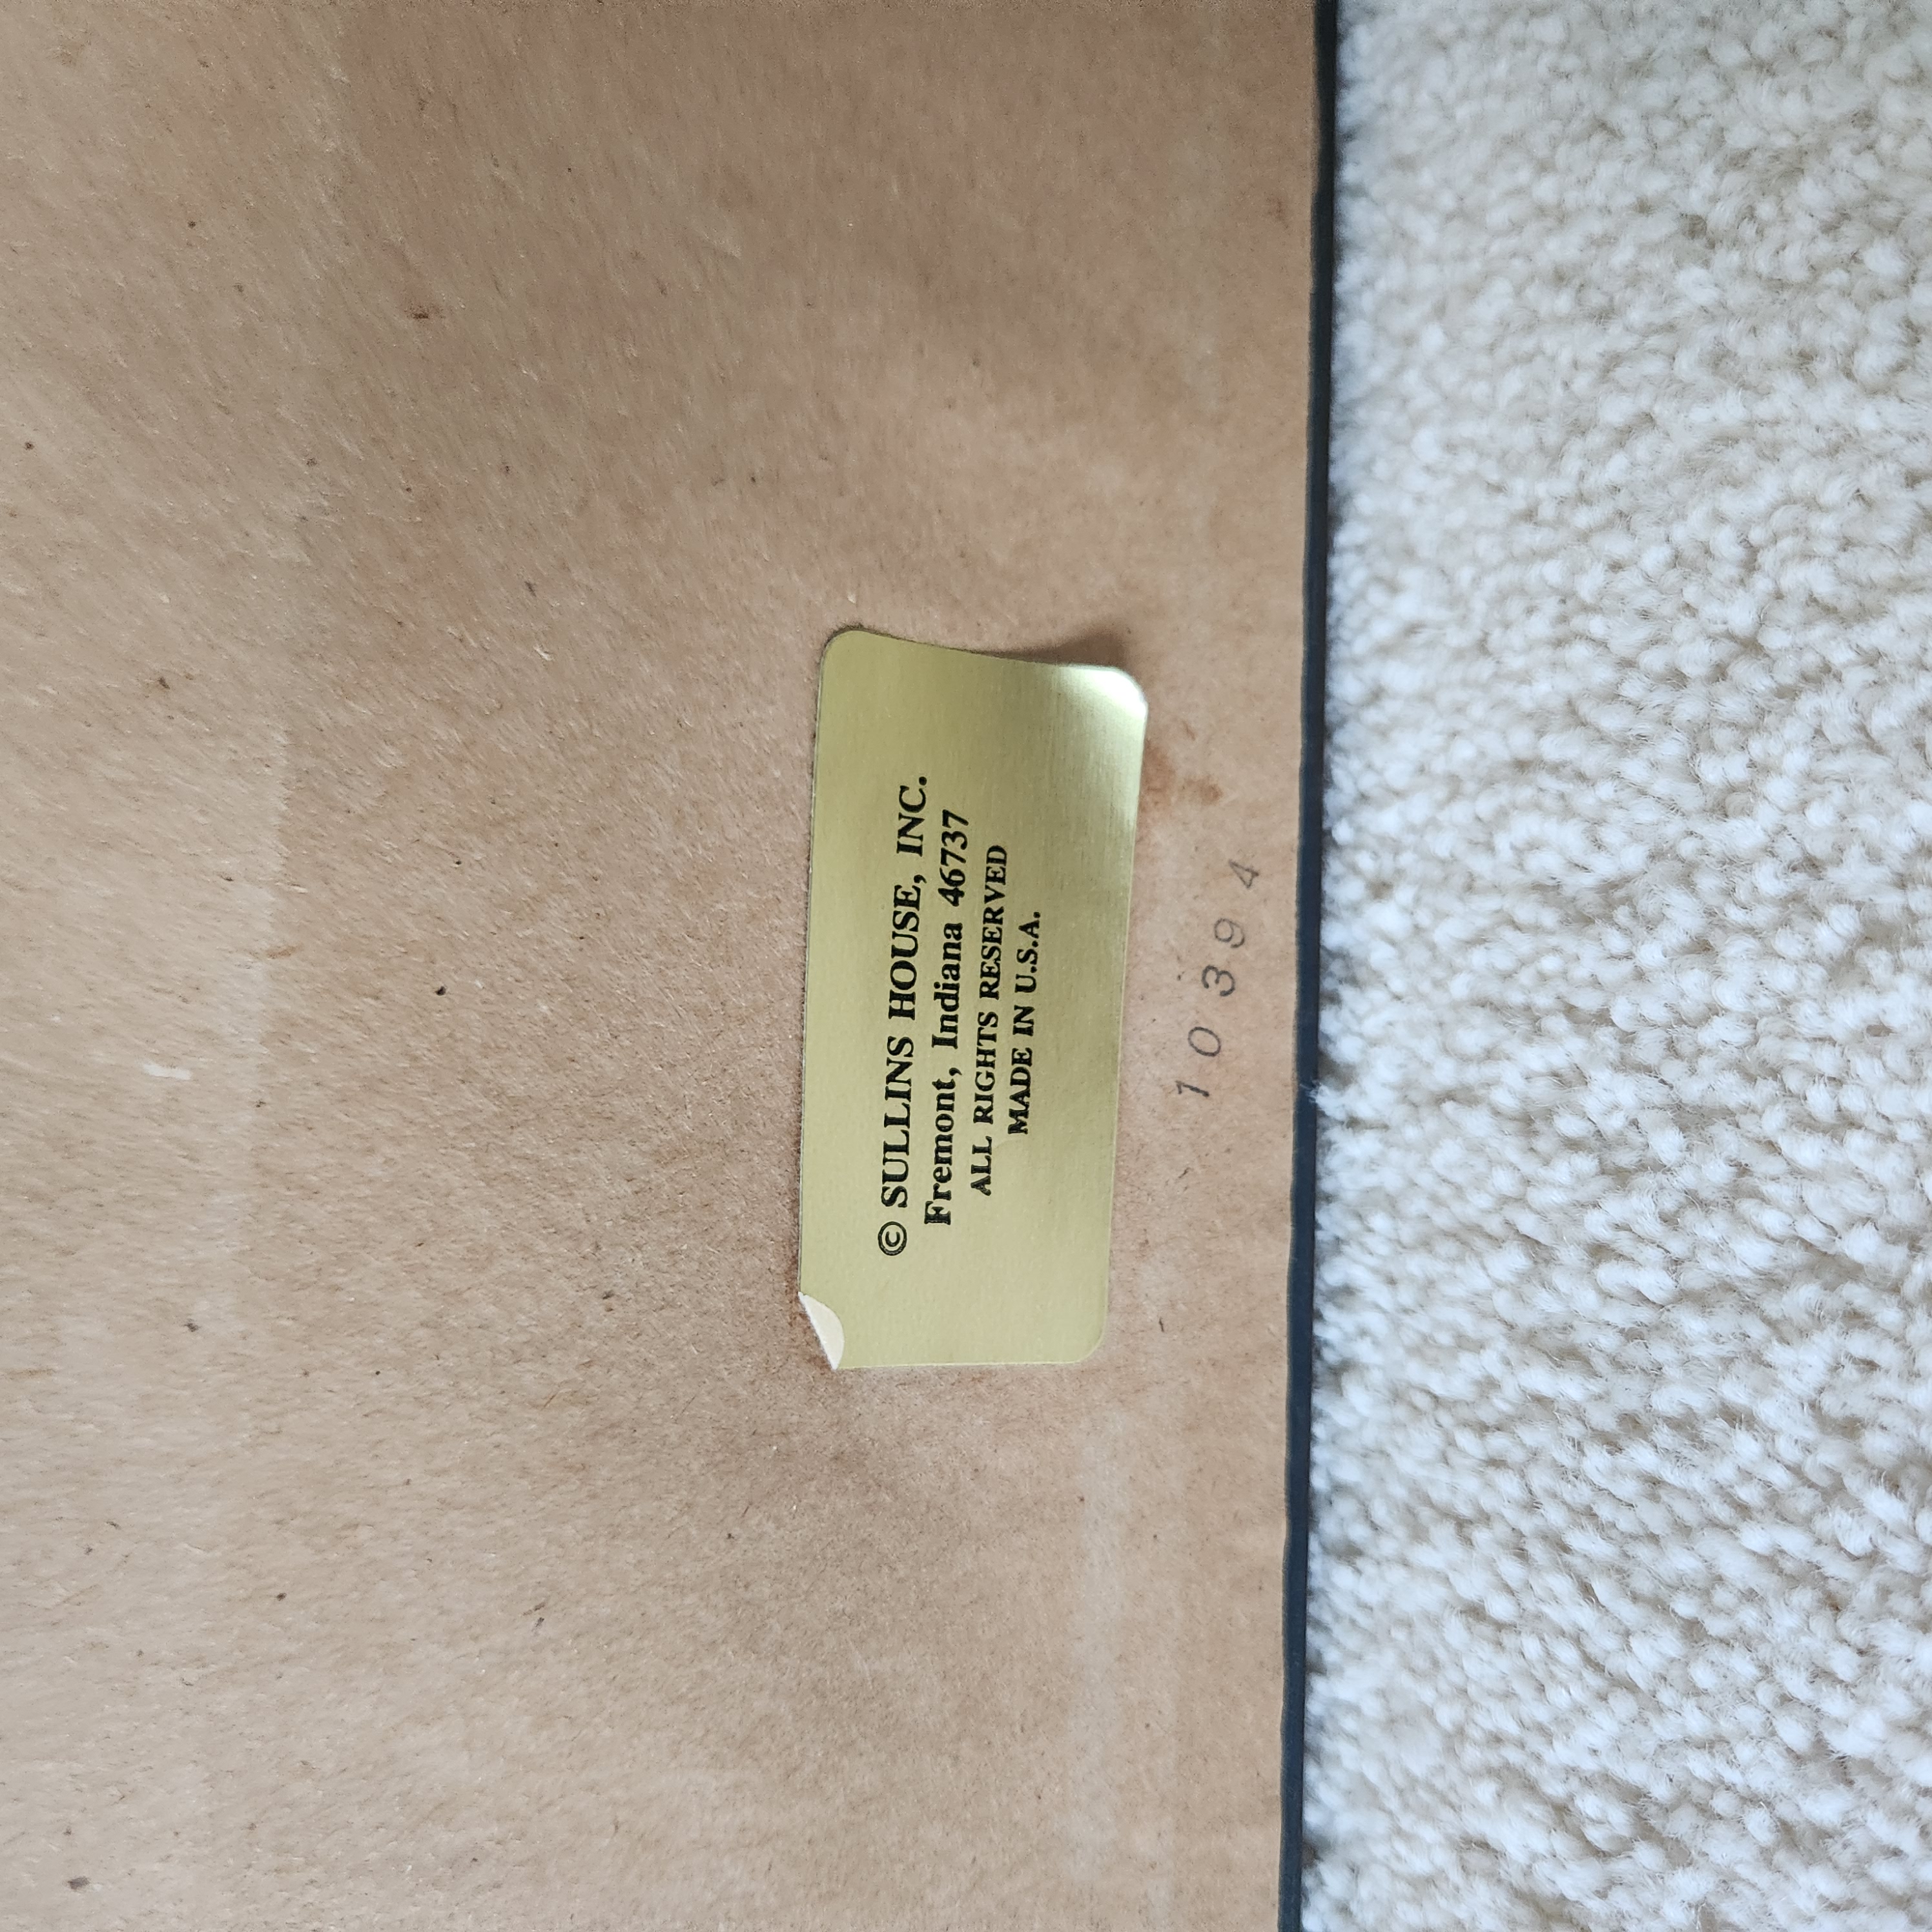 © SULLINS HOUSE, INC.
Fremont, Indiana 46737
ALL RIGHTS RESERVED
MADE IN U.S.A.
10394